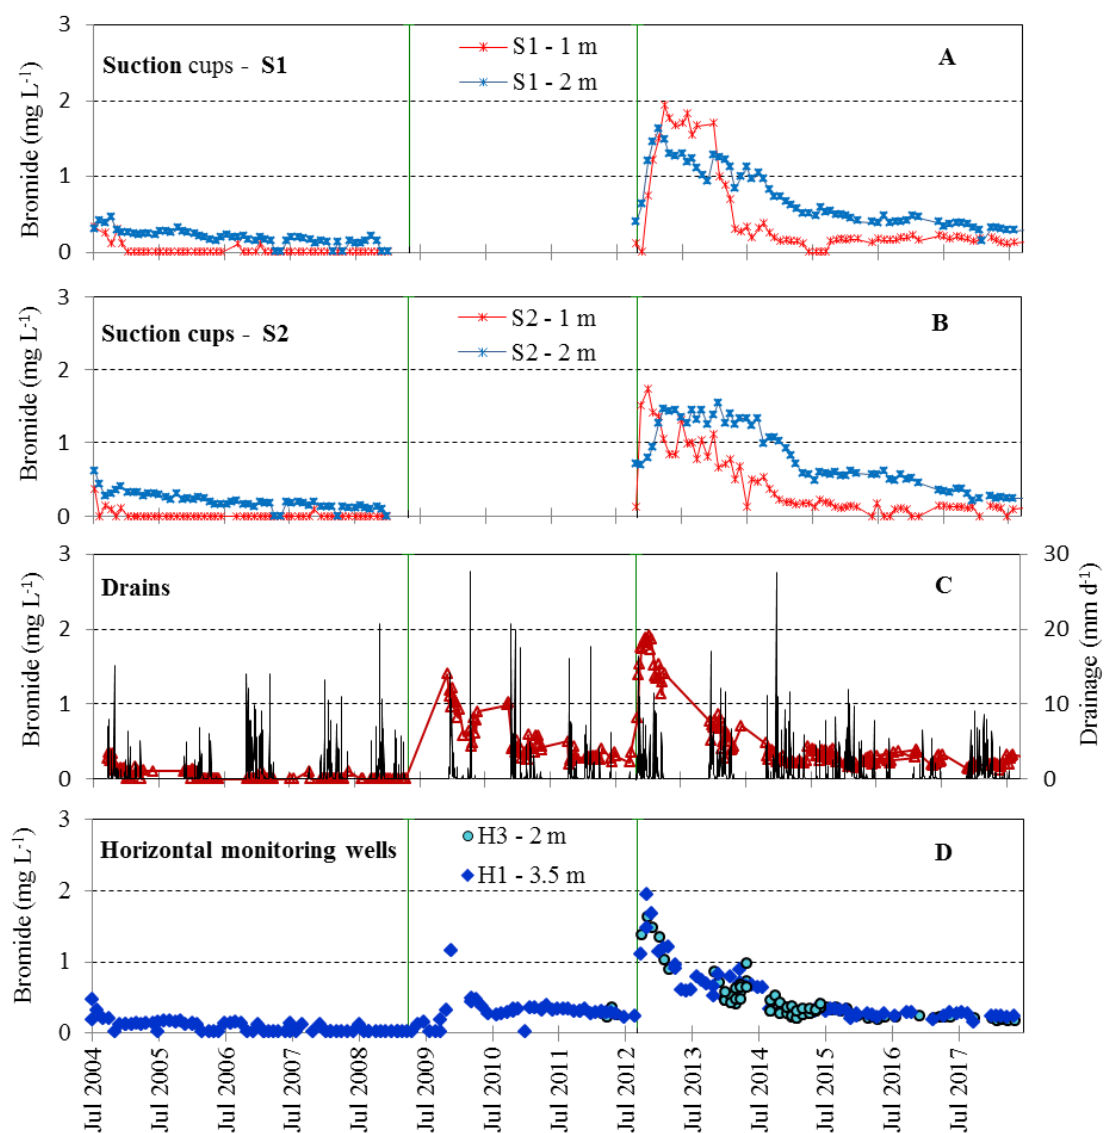 Bromide (mg L-1)
3
2
1
0
Suction cups - S1
S1 - 1 m
S1 - 2 m
A
Bromide (mg L-1)
3
2
1
0
Suction cups - S2
S2 - 1 m
S2 - 2 m
B
Bromide (mg L-1)
3
2
1
0
Drains
C
30
20
10
0
Drainage (mm d-1)
Bromide (mg L-1)
3
2
1
0
Horizontal monitoring wells
H3 - 2 m
H1 - 3.5 m
D
Jul 2004
Jul 2005
Jul 2006
Jul 2007
Jul 2008
Jul 2009
Jul 2010
Jul 2011
Jul 2012
Jul 2013
Jul 2014
Jul 2015
Jul 2016
Jul 2017